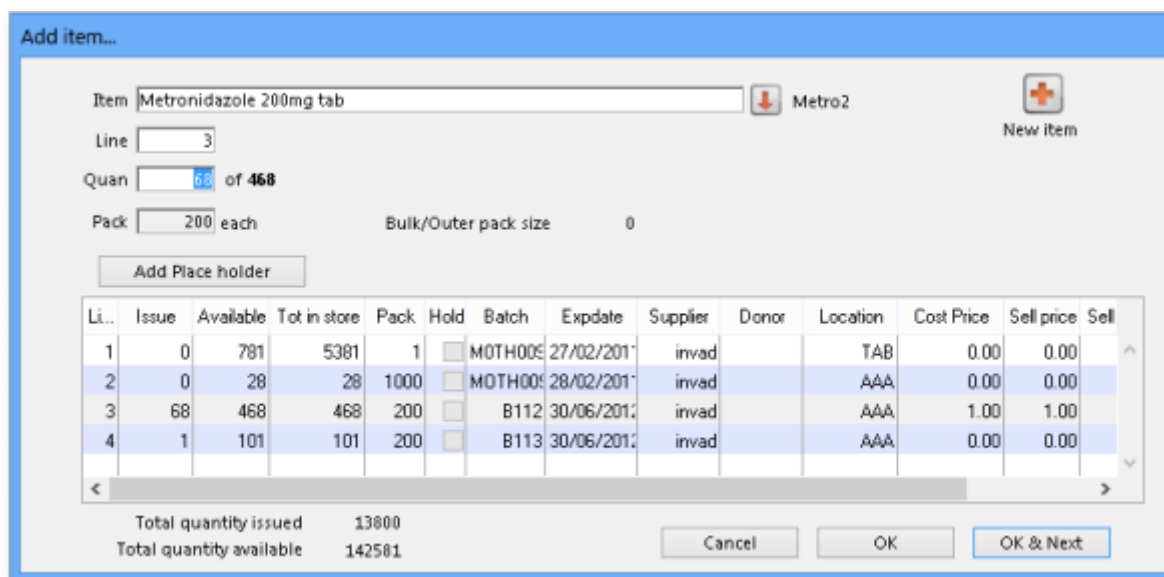 Add item...
Item Metronidazole 200mg tab Metro2
New item
Line 3
Quan 68 of 468
Pack 200 each Bulk/Outer pack size 0
Add Place holder
Li... Issue Available Tot in store Pack Hold Batch Expdate Supplier Donor Location Cost Price Sell price Sell
1 0 781 5381 1 27/02/201 invad TAB 0.00 0.00
2 0 28 28 1000 28/02/201 invad AAA 0.00 0.00
3 68 468 468 200 B112 30/06/2012 invad AAA 1.00 1.00
4 1 101 101 200 B113 30/06/2012 invad AAA 0.00 0.00
Total quantity issued 13800
Total quantity available 142581
Cancel OK OK & Next